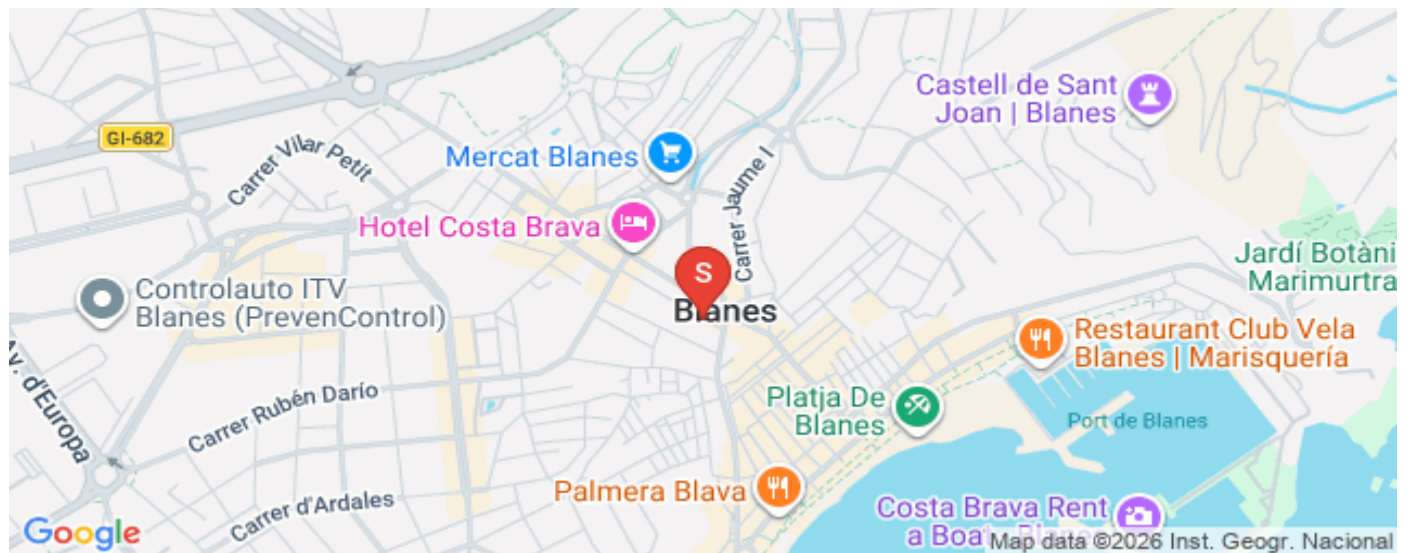 Castell de Sant
Joan | Blanes
GI-682
Carrer Vilar Petit
Mercat Blanes
Carrer Jaume I
Hotel Costa Brava
Jardí Botàni
Marimurtra
S
Controlauto ITV
Blanes (PrevenControl)
Blanes
Restaurant Club Vela
Blanes | Marisquería
Av. d'Europa
Carrer Rubén Darío
Platja De
Blanes
Port de Blanes
Palmera Blava
Carrer d'Ardales
Costa Brava Rent
a Boat
Google
Map data ©2026 Inst. Geogr. Nacional